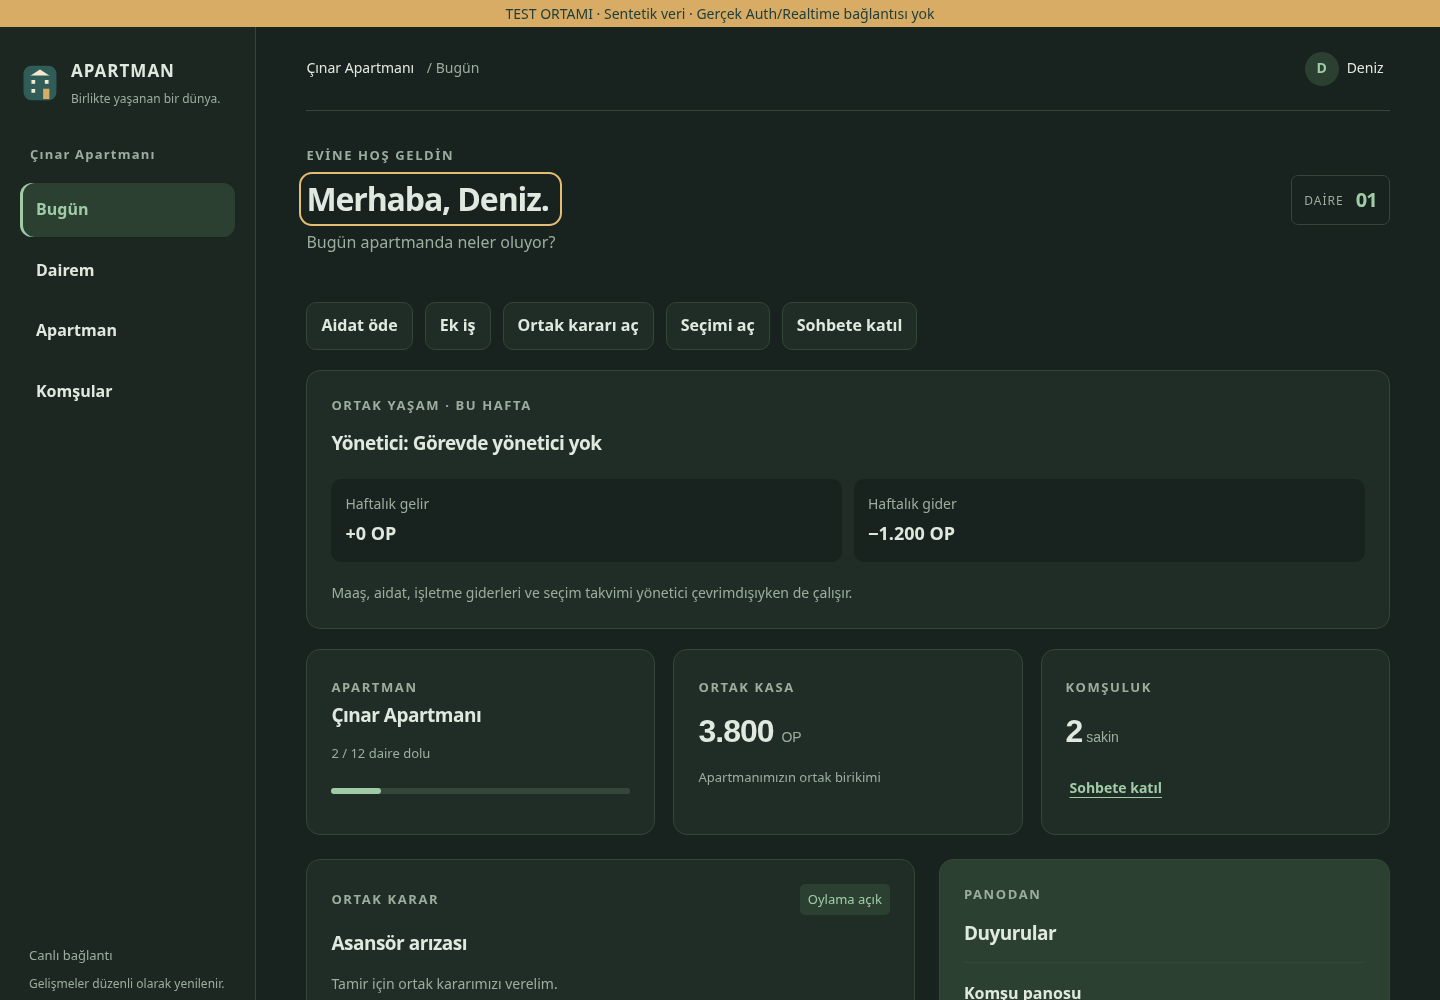 TEST ORTAMI · Sentetik veri · Gerçek Auth/Realtime bağlantısı yok
APARTMAN
Birlikte yaşanan bir dünya.
Çınar Apartmanı
Bugün
Dairem
Apartman
Komşular
Canlı bağlantı
Gelişmeler düzenli olarak yenilenir.
Çınar Apartmanı / Bugün
D Deniz
EVİNE HOŞ GELDİN
Merhaba, Deniz.
Bugün apartmanda neler oluyor?
DAİRE 01
Aidat öde
Ek iş
Ortak kararı aç
Seçimi aç
Sohbete katıl
ORTAK YAŞAM · BU HAFTA
Yönetici: Görevde yönetici yok
Haftalık gelir
+0 OP
Haftalık gider
−1.200 OP
Maaş, aidat, işletme giderleri ve seçim takvimi yönetici çevrimdışıyken de çalışır.
APARTMAN
Çınar Apartmanı
2 / 12 daire dolu
ORTAK KASA
3.800 OP
Apartmanımızın ortak birikimi
KOMŞULUK
2 sakin
Sohbete katıl
ORTAK KARAR
Oylama açık
Asansör arızası
Tamir için ortak kararımızı verelim.
PANODAN
Duyurular
Komşu panosu